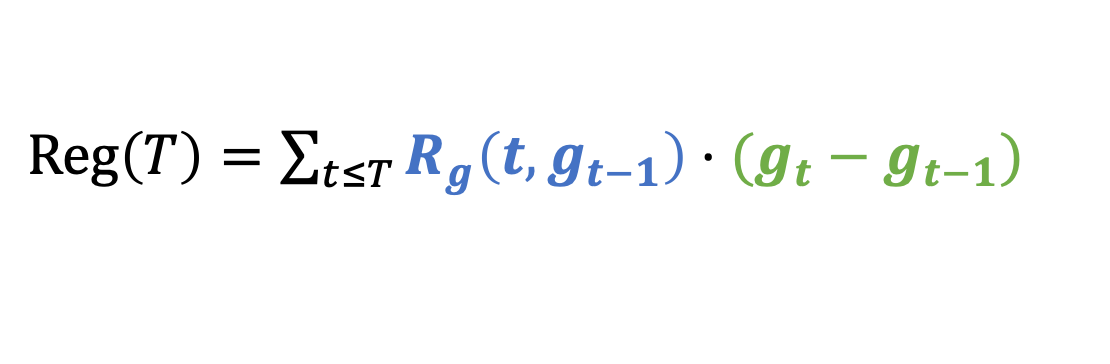 Reg(T) = ∑_{t≤T} R_g(t, g_{t−1}) · (g_t − g_{t−1})